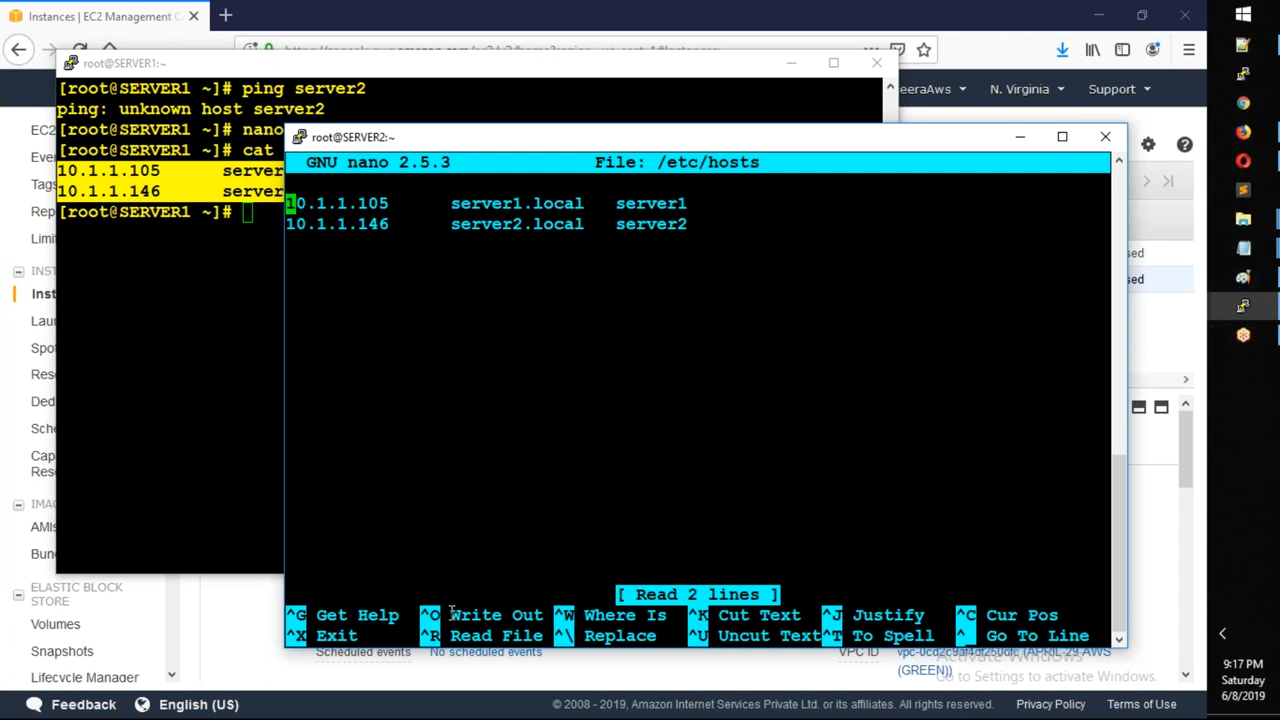 Instances | EC2 Management C
root@SERVER1:~
[root@SERVER1 ~]# ping server2
ping: unknown host server2
[root@SERVER1 ~]# nano
[root@SERVER1 ~]# cat
10.1.1.105 server
10.1.1.146 server
[root@SERVER1 ~]#
eeraAws
N. Virginia
Support
root@SERVER2:~
GNU nano 2.5.3 File: /etc/hosts
10.1.1.105 server1.local server1
10.1.1.146 server2.local server2
[ Read 2 lines ]
^G Get Help ^O Write Out ^W Where Is ^K Cut Text ^J Justify ^C Cur Pos
^X Exit ^R Read File ^\ Replace ^U Uncut Text ^T To Spell ^_ Go To Line
EC2
Ever
Tags
Rep
Limi
INST
Inst
Laun
Spot
Rese
Ded
Sche
Cap
Rese
IMAG
AMIs
Bun
ELASTIC BLOCK
STORE
Volumes
Snapshots
Lifecycle Manager
sed
sed
Scheduled events No scheduled events
VPC ID vpc-0cd2c9af4df250dfc (APRIL-29-AWS
(GREEN))
Activate Windows
Go to Settings to activate Windows.
Feedback
English (US)
© 2008 - 2019, Amazon Internet Services Private Ltd. or its affiliates. All rights reserved.
Privacy Policy
Terms of Use
9:17 PM
Saturday
6/8/2019